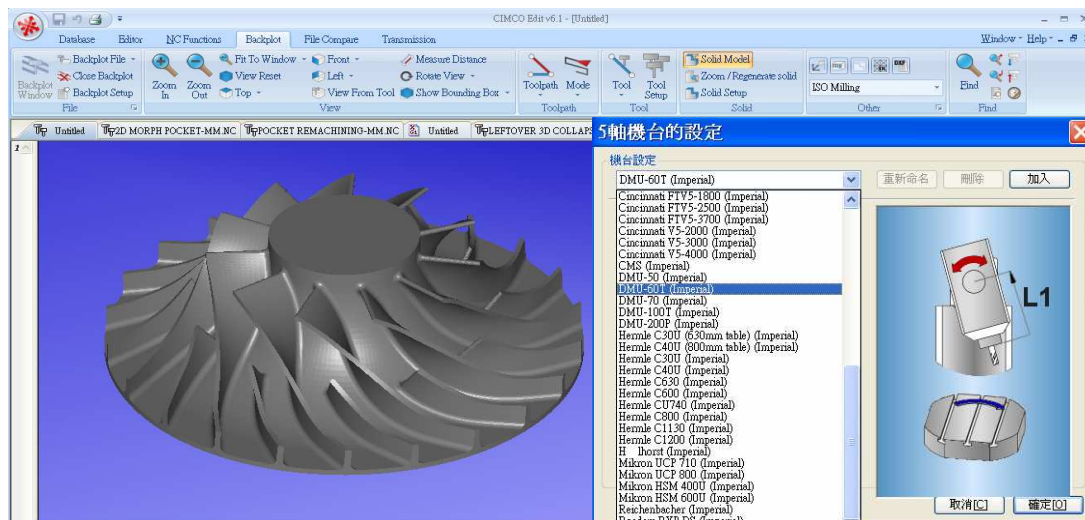 CIMCO Edit v6.1 - [Untitled]
Database Editor NC Functions Backplot File Compare Transmission Window Help
Backplot Window
Backplot File
Close Backplot
Backplot Setup
File
Zoom In
Zoom Out
Fit To Window
View Reset
Top
Front
Left
View From Tool
Measure Distance
Rotate View
Show Bounding Box
View
Toolpath Mode
Toolpath
Tool
Tool Setup
Tool
Solid Model
Zoom / Regenerate solid
Solid Setup
Solid
DXF
ISO Milling
Other
Find
Find
Untitled 2D MORPH POCKET-MM.NC POCKET REMACHINING-MM.NC Untitled LEFTOVER 3D COLLAPS
1
5軸機台的設定
機台設定
DMU-60T (Imperial)
重新命名 刪除 加入
Cincinnati FTV5-1800 (Imperial)
Cincinnati FTV5-2500 (Imperial)
Cincinnati FTV5-3700 (Imperial)
Cincinnati V5-2000 (Imperial)
Cincinnati V5-3000 (Imperial)
Cincinnati V5-4000 (Imperial)
CMS (Imperial)
DMU-50 (Imperial)
DMU-60T (Imperial)
DMU-70 (Imperial)
DMU-100T (Imperial)
DMU-200P (Imperial)
Hermle C30U (630mm table) (Imperial)
Hermle C40U (800mm table) (Imperial)
Hermle C30U (Imperial)
Hermle C40U (Imperial)
Hermle C630 (Imperial)
Hermle C600 (Imperial)
Hermle CU740 (Imperial)
Hermle C800 (Imperial)
Hermle C1130 (Imperial)
Hermle C1200 (Imperial)
H lhorst (Imperial)
Mikron UCP 710 (Imperial)
Mikron UCP 800 (Imperial)
Mikron HSM 400U (Imperial)
Mikron HSM 600U (Imperial)
Reichenbacher (Imperial)
L1
取消[C] 確定[O]